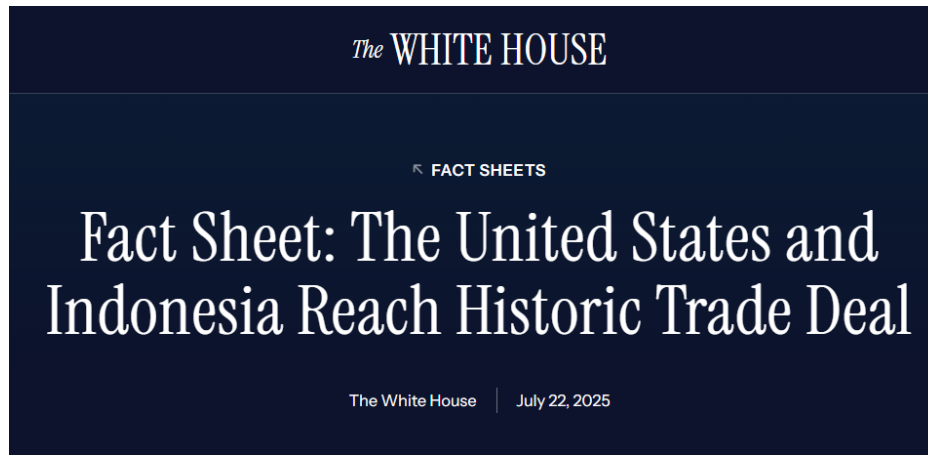 The WHITE HOUSE
FACT SHEETS
Fact Sheet: The United States and
Indonesia Reach Historic Trade Deal
The White House | July 22, 2025